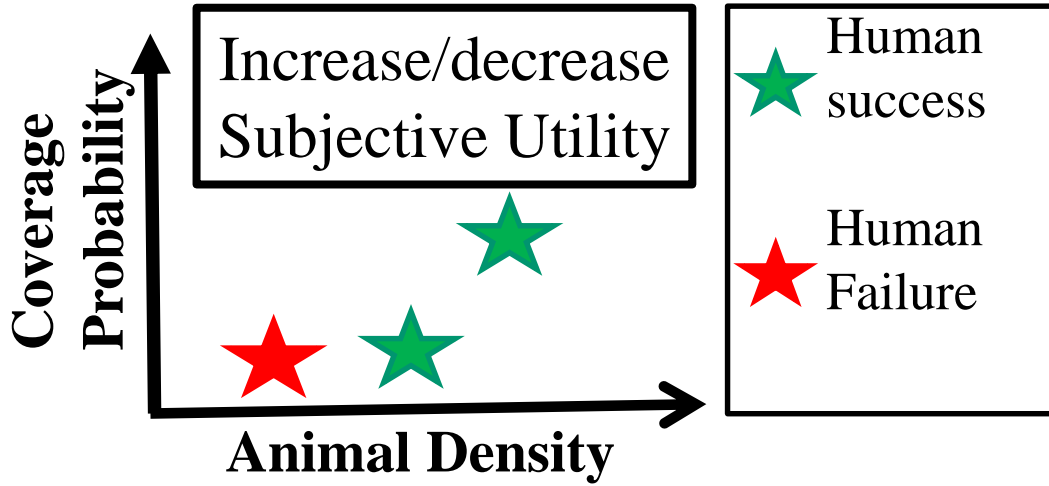 Increase/decrease
Subjective Utility
Coverage
Probability
Animal Density
Human
success
Human
Failure